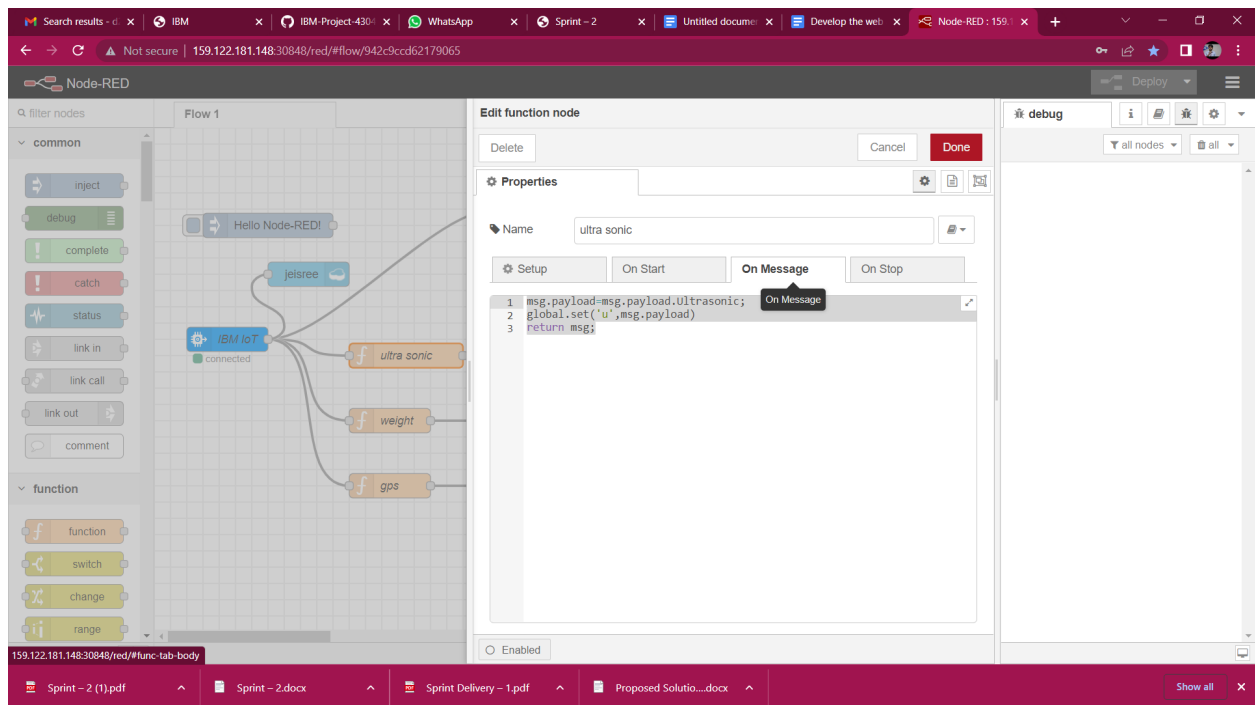 Search results - d
IBM
IBM-Project-4304
WhatsApp
Sprint – 2
Untitled documen
Develop the web
Node-RED : 159.1
Not secure
159.122.181.148:30848/red/#flow/942c9ccd62179065
Node-RED
Deploy
filter nodes
common
inject
debug
complete
catch
status
link in
link call
link out
comment
function
function
switch
change
range
Flow 1
Hello Node-RED!
jeisree
IBM IoT
connected
ultra sonic
weight
gps
Edit function node
Delete
Cancel
Done
Properties
Name
ultra sonic
Setup
On Start
On Message
On Stop
On Message
1 msg.payload=msg.payload.Ultrasonic;
2 global.set('u',msg.payload)
3 return msg;
Enabled
debug
i
all nodes
all
159.122.181.148:30848/red/#func-tab-body
Sprint – 2 (1).pdf
Sprint – 2.docx
Sprint Delivery – 1.pdf
Proposed Solutio....docx
Show all